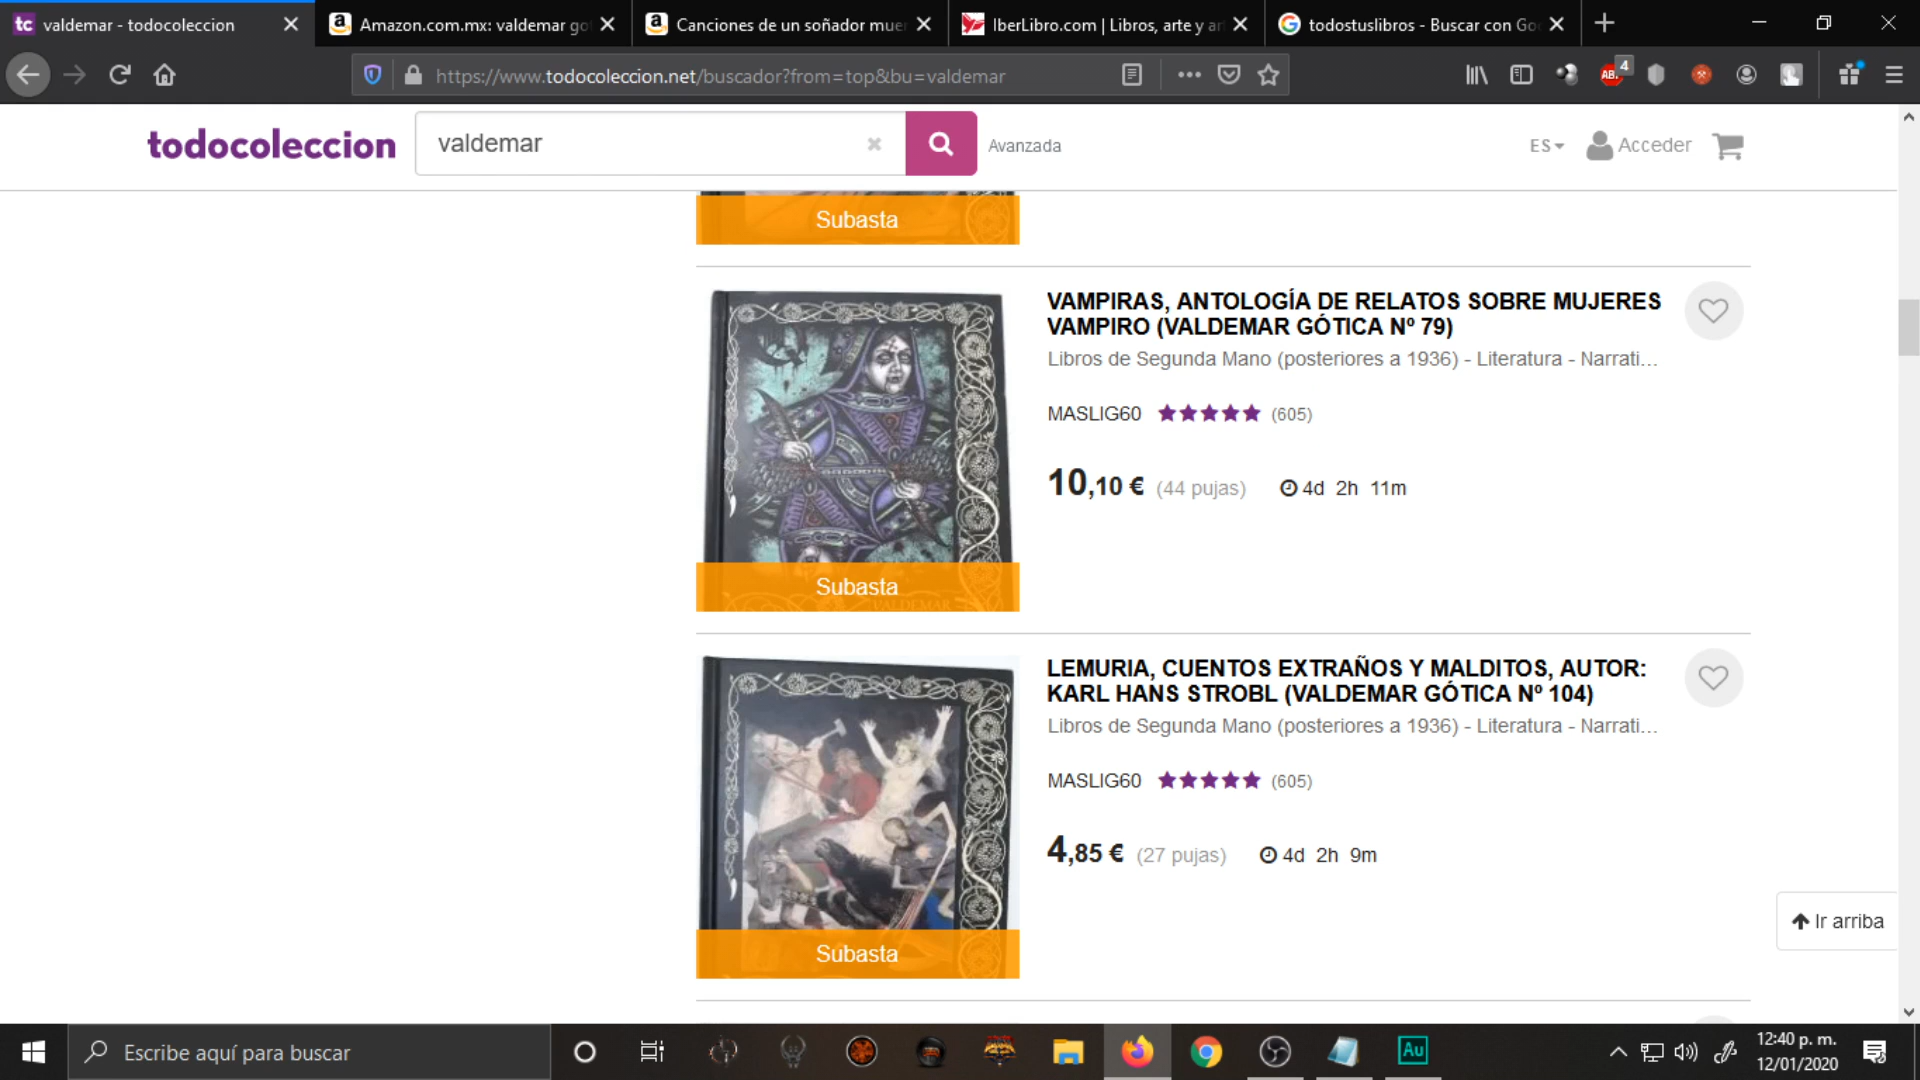 tc valdemar - todocoleccion
a Amazon.com.mx: valdemar go
a Canciones de un soñador mue
IberLibro.com | Libros, arte y ar
todostuslibros - Buscar con Go
https://www.todocoleccion.net/buscador?from=top&bu=valdemar
ABP
4
todocoleccion
valdemar
Avanzada
ES
Acceder
Subasta
VAMPIRAS, ANTOLOGÍA DE RELATOS SOBRE MUJERES
VAMPIRO (VALDEMAR GÓTICA Nº 79)
Libros de Segunda Mano (posteriores a 1936) - Literatura - Narrati...
MASLIG60 (605)
10,10 € (44 pujas) 4d 2h 11m
Subasta
VALDEMAR
LEMURIA, CUENTOS EXTRAÑOS Y MALDITOS, AUTOR:
KARL HANS STROBL (VALDEMAR GÓTICA Nº 104)
Libros de Segunda Mano (posteriores a 1936) - Literatura - Narrati...
MASLIG60 (605)
4,85 € (27 pujas) 4d 2h 9m
Subasta
Ir arriba
Escribe aquí para buscar
Au
12:40 p. m.
12/01/2020